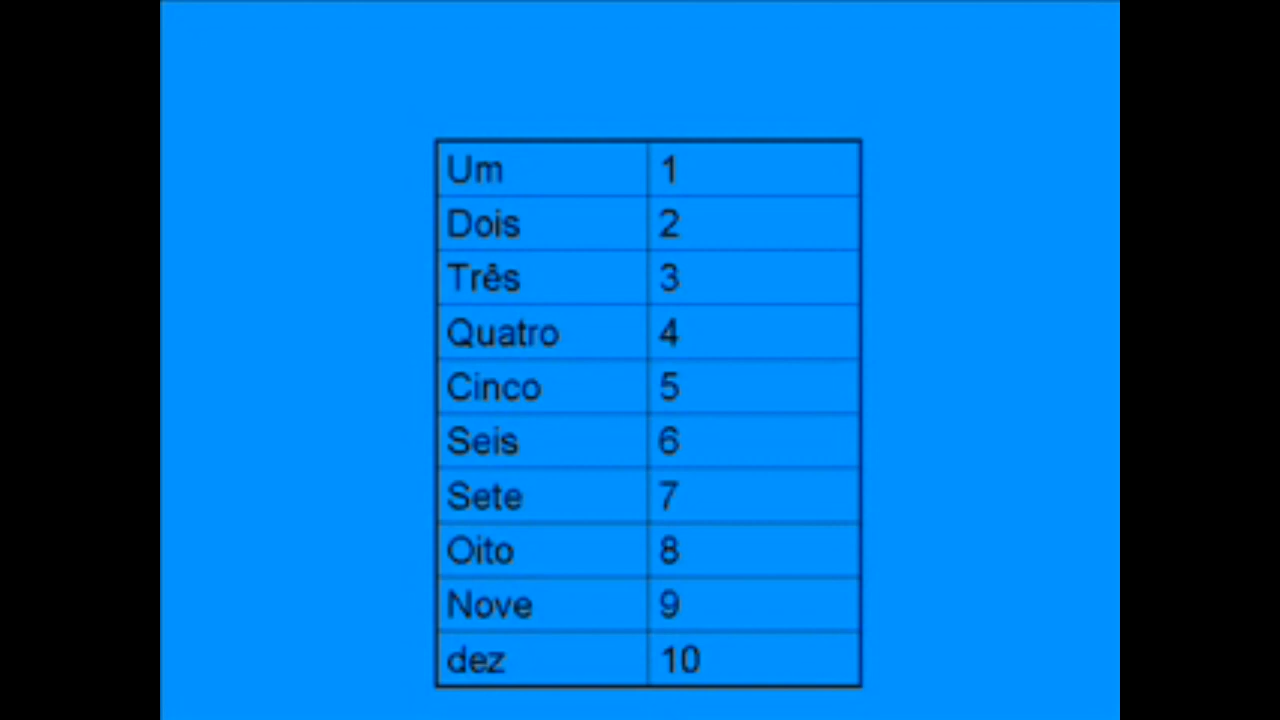 Um 1
Dois 2
Três 3
Quatro 4
Cinco 5
Seis 6
Sete 7
Oito 8
Nove 9
dez 10